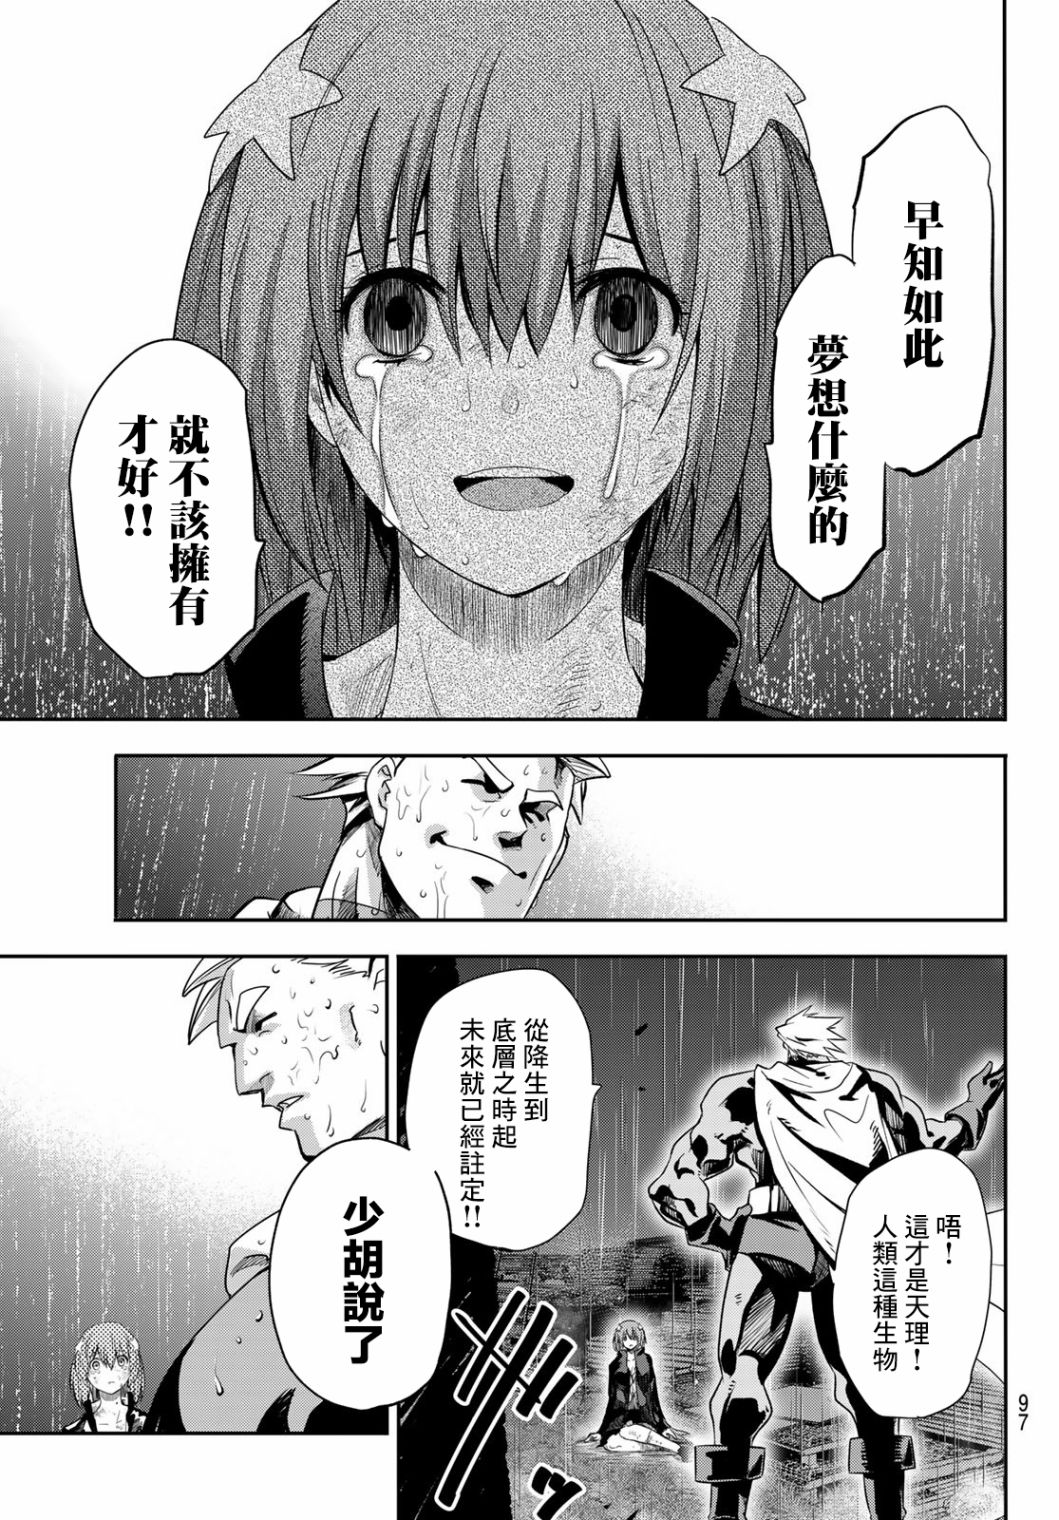 早知如此
夢想什麼的
就不該擁有
才好!!
唔！
這才是天理！
人類這種生物
從降生到
底層之時起
未來就已經註定!!
少胡說了
97